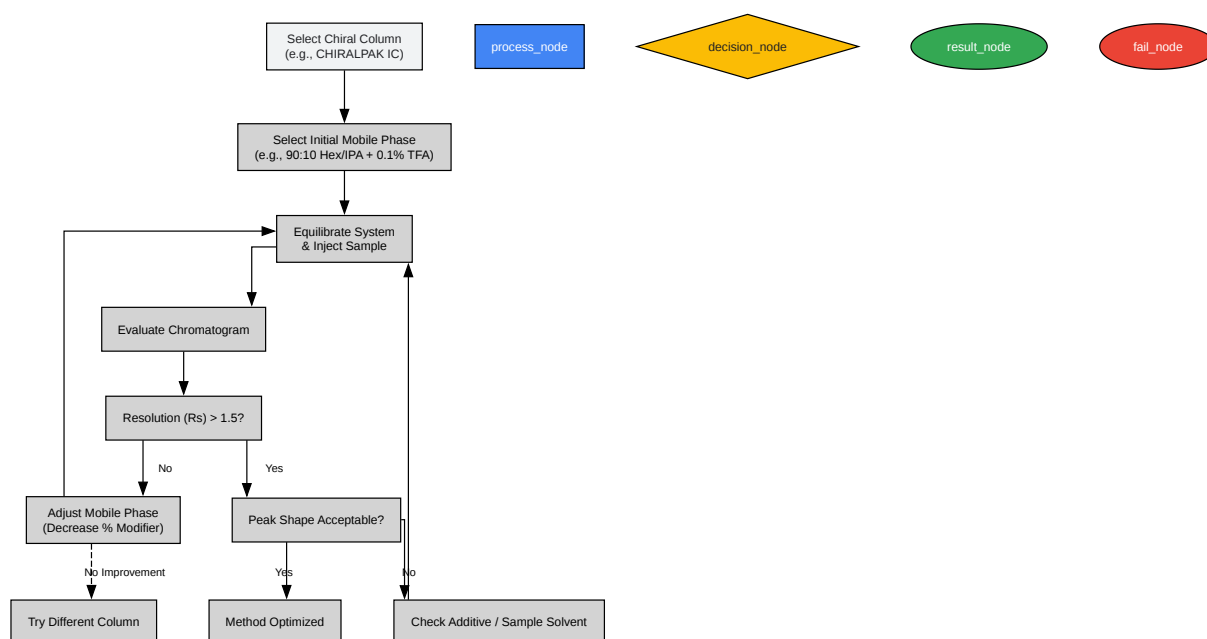 Select Chiral Column
(e.g., CHIRALPAK IC)
process_node
decision_node
result_node
fail_node
Select Initial Mobile Phase
(e.g., 90:10 Hex/IPA + 0.1% TFA)
Equilibrate System
& Inject Sample
Evaluate Chromatogram
Resolution (Rs) > 1.5?
No
Yes
Adjust Mobile Phase
(Decrease % Modifier)
Peak Shape Acceptable?
No Improvement
Yes
No
Try Different Column
Method Optimized
Check Additive / Sample Solvent